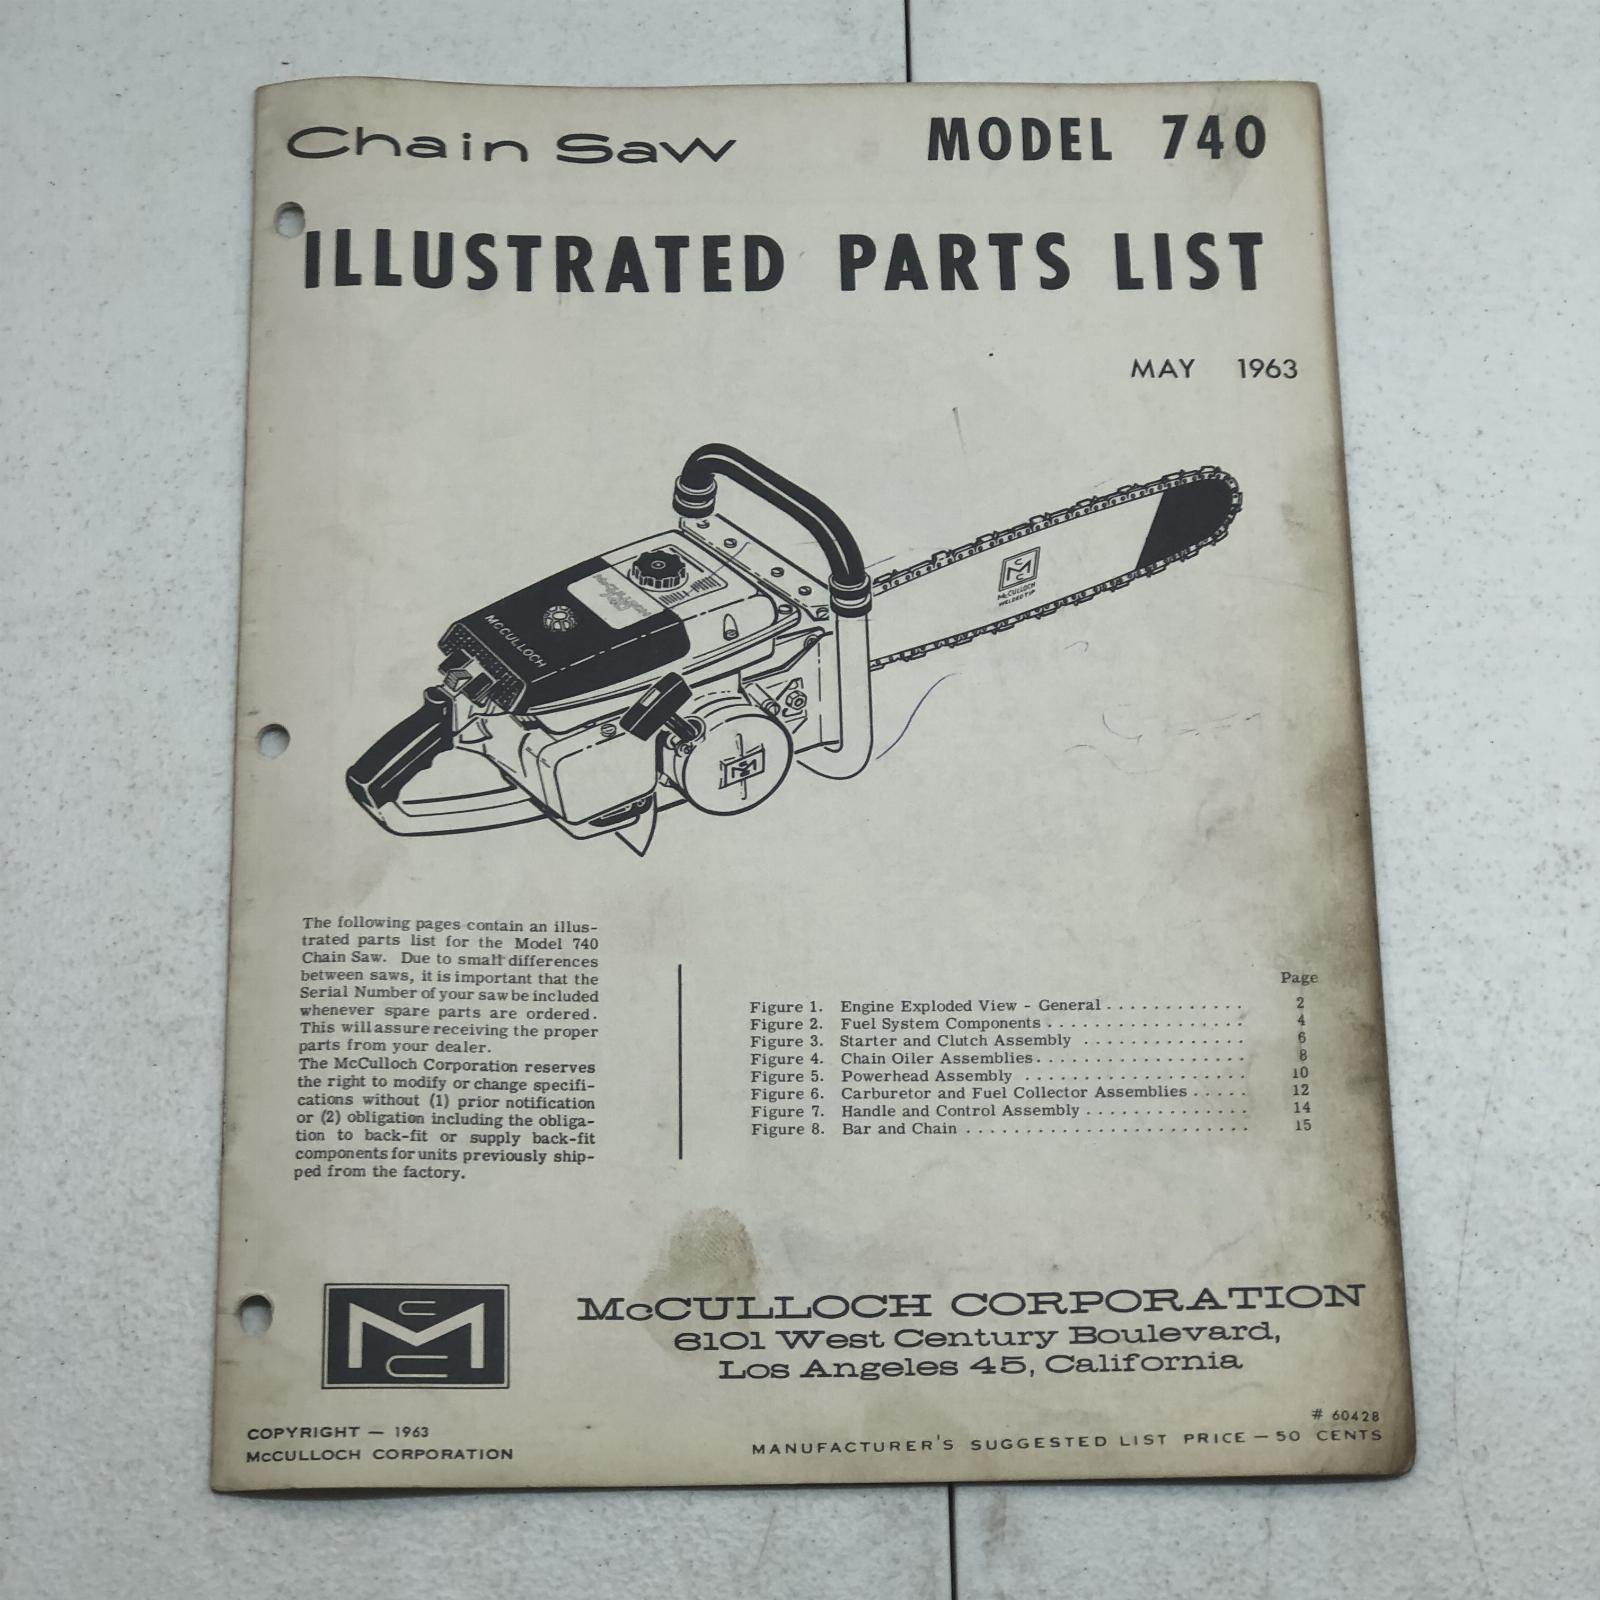 Chain Saw MODEL 740
ILLUSTRATED PARTS LIST
MAY 1963
McCULLOCH
McCULLOCH
WELDED TIP
The following pages contain an illus-
trated parts list for the Model 740
Chain Saw. Due to small differences
between saws, it is important that the
Serial Number of your saw be included
whenever spare parts are ordered.
This will assure receiving the proper
parts from your dealer.
The McCulloch Corporation reserves
the right to modify or change specifi-
cations without (1) prior notification
or (2) obligation including the obliga-
tion to back-fit or supply back-fit
components for units previously ship-
ped from the factory.
Page
Figure 1. Engine Exploded View - General . . . . . . . . . . . . 2
Figure 2. Fuel System Components . . . . . . . . . . . . . . . . . 4
Figure 3. Starter and Clutch Assembly . . . . . . . . . . . . . . 6
Figure 4. Chain Oiler Assemblies . . . . . . . . . . . . . . . . . . 8
Figure 5. Powerhead Assembly . . . . . . . . . . . . . . . . . . . 10
Figure 6. Carburetor and Fuel Collector Assemblies . . . . . 12
Figure 7. Handle and Control Assembly . . . . . . . . . . . . . . 14
Figure 8. Bar and Chain . . . . . . . . . . . . . . . . . . . . . . . . 15
McCULLOCH CORPORATION
6101 West Century Boulevard,
Los Angeles 45, California
COPYRIGHT — 1963
McCULLOCH CORPORATION
# 60428
MANUFACTURER'S SUGGESTED LIST PRICE — 50 CENTS